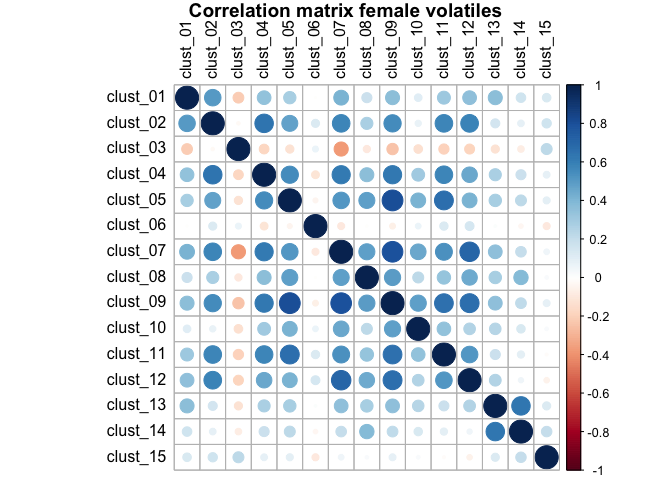 Correlation matrix female volatiles
clust_01 clust_02 clust_03 clust_04 clust_05 clust_06 clust_07 clust_08 clust_09 clust_10 clust_11 clust_12 clust_13 clust_14 clust_15
clust_01
clust_02
clust_03
clust_04
clust_05
clust_06
clust_07
clust_08
clust_09
clust_10
clust_11
clust_12
clust_13
clust_14
clust_15
1
0.8
0.6
0.4
0.2
0
-0.2
-0.4
-0.6
-0.8
-1